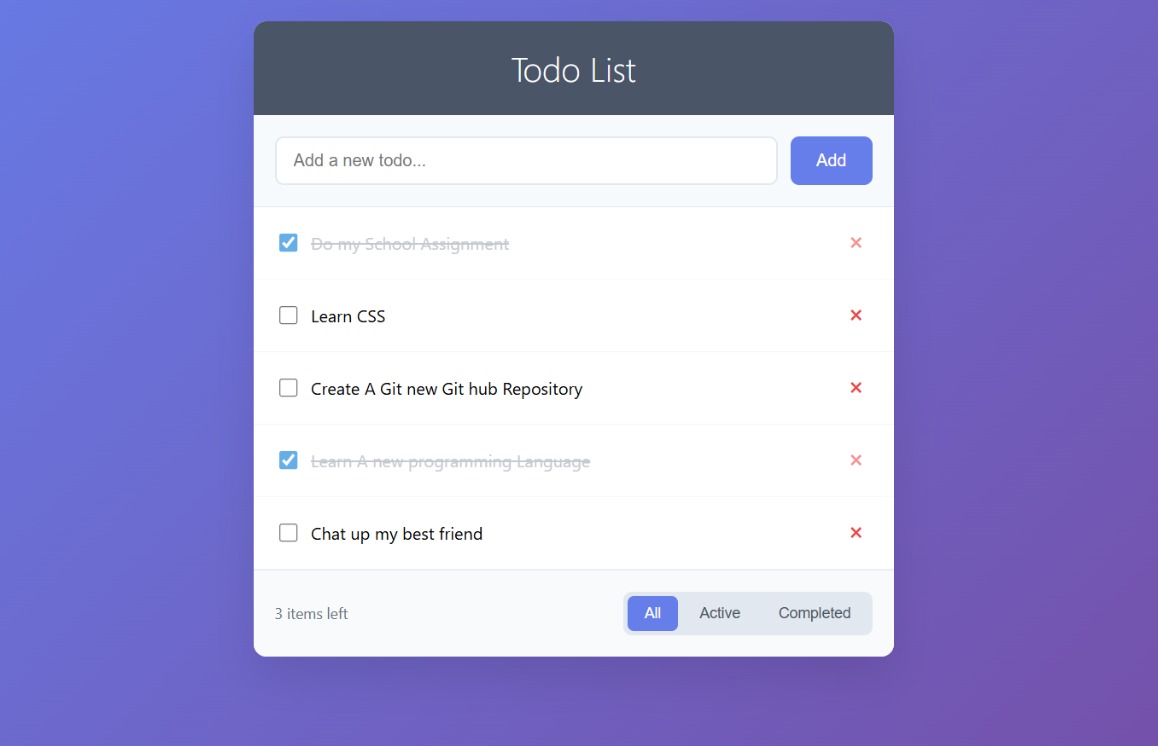 Todo List
Add a new todo...
Add
Do my School Assignment
Learn CSS
Create A Git new Git hub Repository
Learn A new programming Language
Chat up my best friend
3 items left
All
Active
Completed